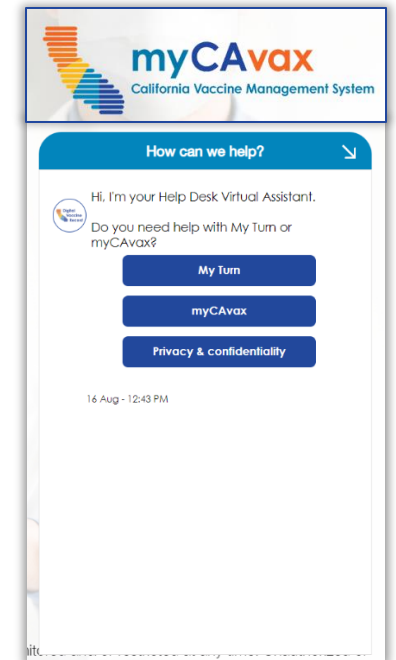 myCAvax
California Vaccine Management System
How can we help?
Hi, I'm your Help Desk Virtual Assistant.
Digital
Vaccine
Record
Do you need help with My Turn or
myCAvax?
My Turn
myCAvax
Privacy & confidentiality
16 Aug - 12:43 PM